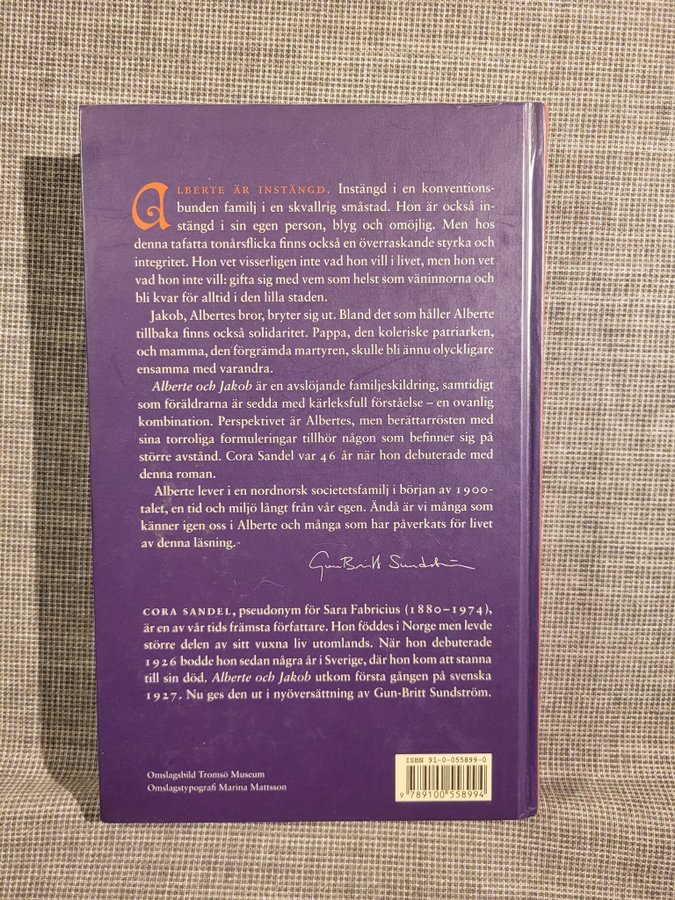 ALBERTE ÄR INSTÄNGD. Instängd i en konventions-
bunden familj i en skvallrig småstad. Hon är också in-
stängd i sin egen person, blyg och omöjlig. Men hos
denna tafatta tonårsflicka finns också en överraskande styrka och
integritet. Hon vet visserligen inte vad hon vill i livet, men hon vet
vad hon inte vill: gifta sig med vem som helst som väninnorna och
bli kvar för alltid i den lilla staden.
Jakob, Albertes bror, bryter sig ut. Bland det som håller Alberte
tillbaka finns också solidaritet. Pappa, den koleriske patriarken,
och mamma, den förgrämda martyren, skulle bli ännu olyckligare
ensamma med varandra.
Alberte och Jakob är en avslöjande familjeskildring, samtidigt
som föräldrarna är sedda med kärleksfull förståelse – en ovanlig
kombination. Perspektivet är Albertes, men berättarrösten med
sina torroliga formuleringar tillhör någon som befinner sig på
större avstånd. Cora Sandel var 46 år när hon debuterade med
denna roman.
Alberte lever i en nordnorsk societetsfamilj i början av 1900-
talet, en tid och miljö långt från vår egen. Ändå är vi många som
känner igen oss i Alberte och många som har påverkats för livet
av denna läsning.
Gun-Britt Sundström
CORA SANDEL, pseudonym för Sara Fabricius (1880–1974),
är en av vår tids främsta författare. Hon föddes i Norge men levde
större delen av sitt vuxna liv utomlands. När hon debuterade
1926 bodde hon sedan några år i Sverige, där hon kom att stanna
till sin död. Alberte och Jakob utkom första gången på svenska
1927. Nu ges den ut i nyöversättning av Gun-Britt Sundström.
ISBN 91-0-055899-0
9 789100 558994
Omslagsbild Tromsö Museum
Omslagstypografi Marina Mattsson